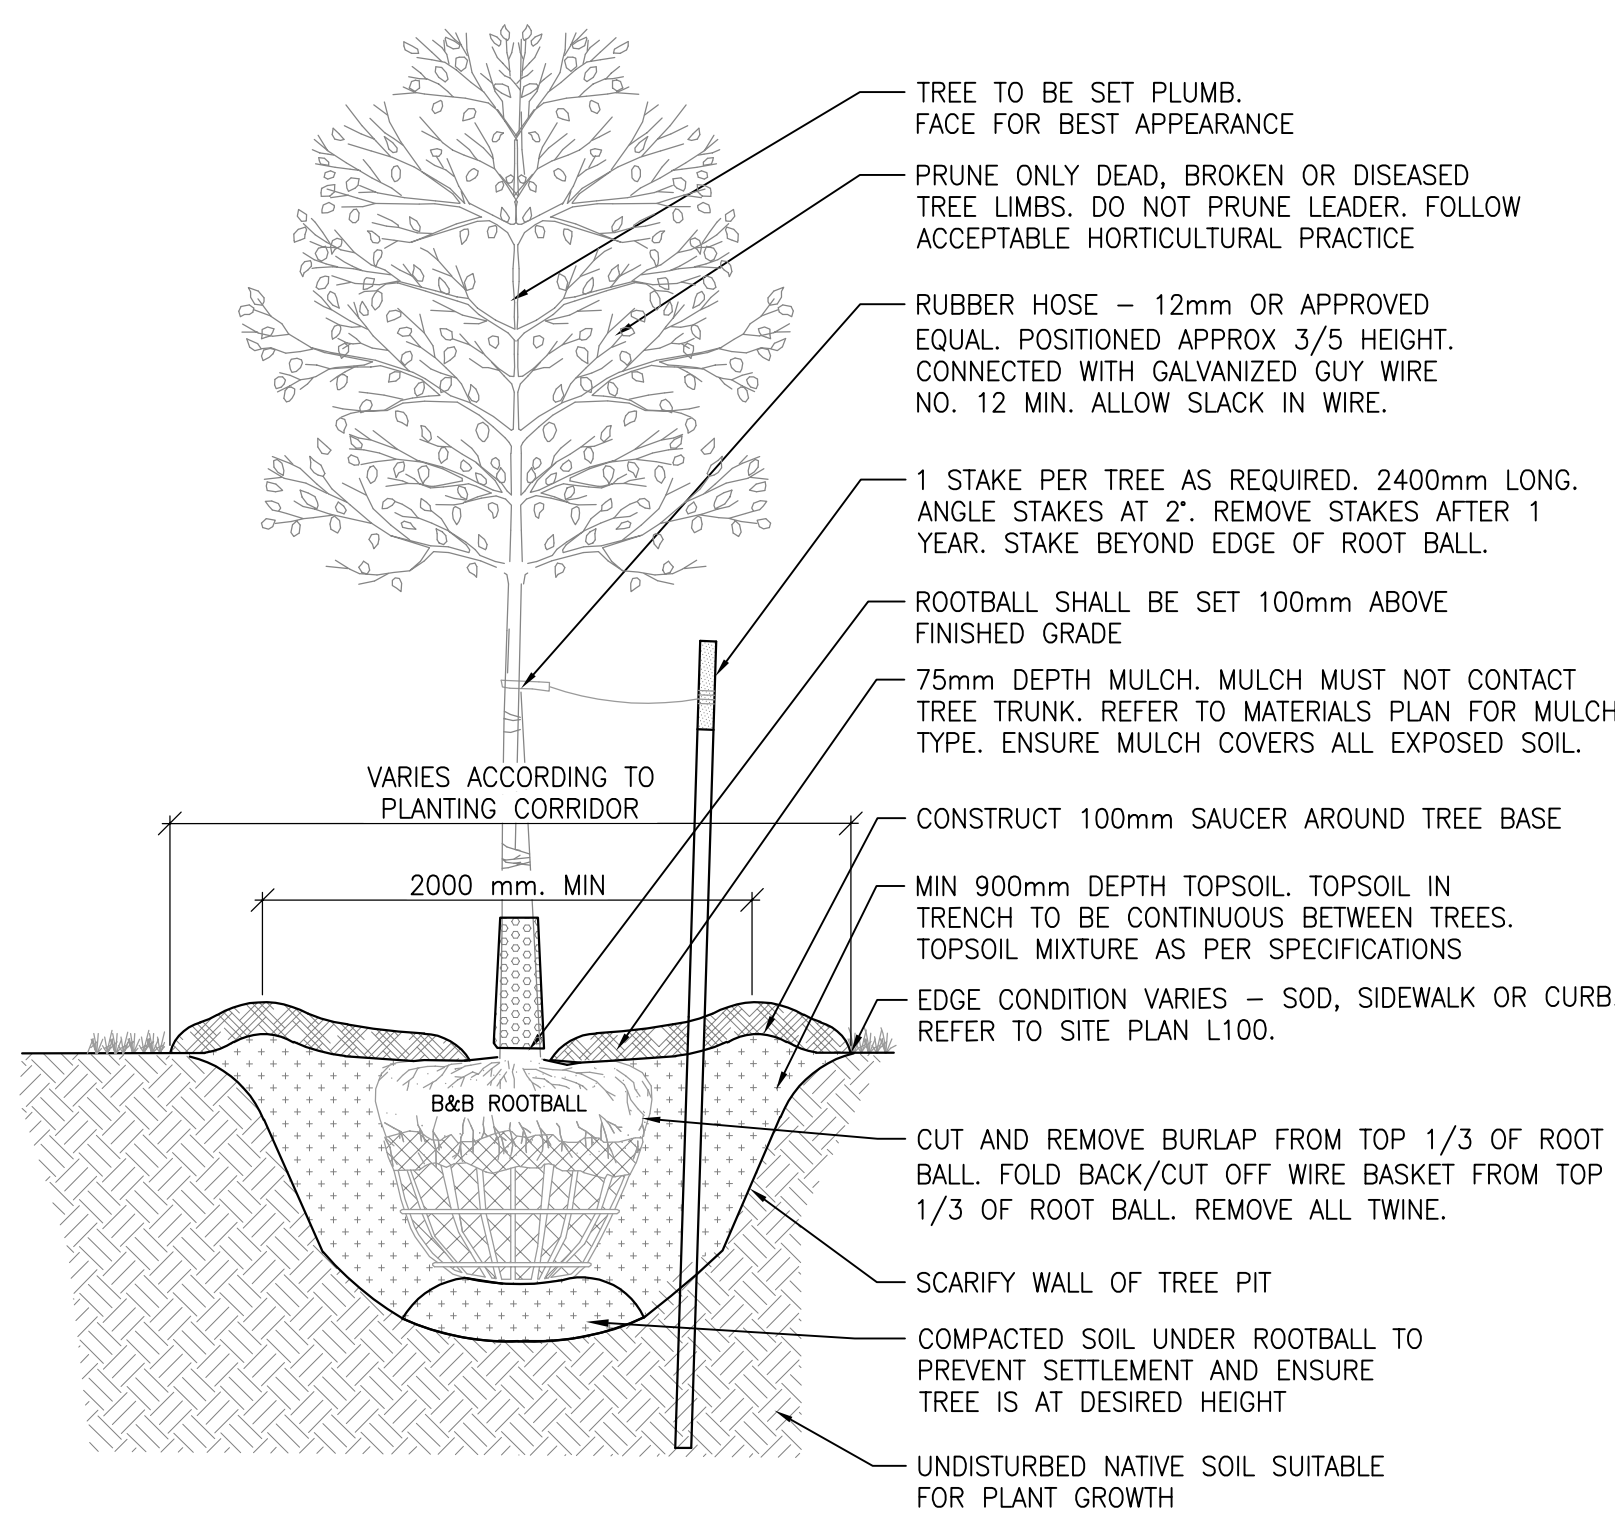 TREE TO BE SET PLUMB.
FACE FOR BEST APPEARANCE
PRUNE ONLY DEAD, BROKEN OR DISEASED
TREE LIMBS. DO NOT PRUNE LEADER. FOLLOW
ACCEPTABLE HORTICULTURAL PRACTICE
RUBBER HOSE – 12mm OR APPROVED
EQUAL. POSITIONED APPROX 3/5 HEIGHT.
CONNECTED WITH GALVANIZED GUY WIRE
NO. 12 MIN. ALLOW SLACK IN WIRE.
1 STAKE PER TREE AS REQUIRED. 2400mm LONG.
ANGLE STAKES AT 2°. REMOVE STAKES AFTER 1
YEAR. STAKE BEYOND EDGE OF ROOT BALL.
ROOTBALL SHALL BE SET 100mm ABOVE
FINISHED GRADE
75mm DEPTH MULCH. MULCH MUST NOT CONTACT
TREE TRUNK. REFER TO MATERIALS PLAN FOR MULCH
TYPE. ENSURE MULCH COVERS ALL EXPOSED SOIL.
VARIES ACCORDING TO
PLANTING CORRIDOR
CONSTRUCT 100mm SAUCER AROUND TREE BASE
2000 mm. MIN
MIN 900mm DEPTH TOPSOIL. TOPSOIL IN
TRENCH TO BE CONTINUOUS BETWEEN TREES.
TOPSOIL MIXTURE AS PER SPECIFICATIONS
EDGE CONDITION VARIES – SOD, SIDEWALK OR CURB.
REFER TO SITE PLAN L100.
B&B ROOTBALL
CUT AND REMOVE BURLAP FROM TOP 1/3 OF ROOT
BALL. FOLD BACK/CUT OFF WIRE BASKET FROM TOP
1/3 OF ROOT BALL. REMOVE ALL TWINE.
SCARIFY WALL OF TREE PIT
COMPACTED SOIL UNDER ROOTBALL TO
PREVENT SETTLEMENT AND ENSURE
TREE IS AT DESIRED HEIGHT
UNDISTURBED NATIVE SOIL SUITABLE
FOR PLANT GROWTH